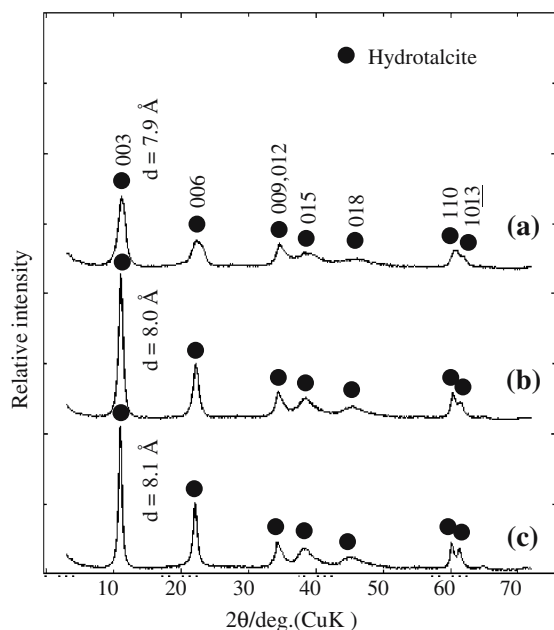 Hydrotalcite
003
d = 7.9 Å
006
009,012
015
018
110
1013
(a)
d = 8.0 Å
(b)
d = 8.1 Å
(c)
Relative intensity
10 20 30 40 50 60 70
2θ/deg.(CuK )